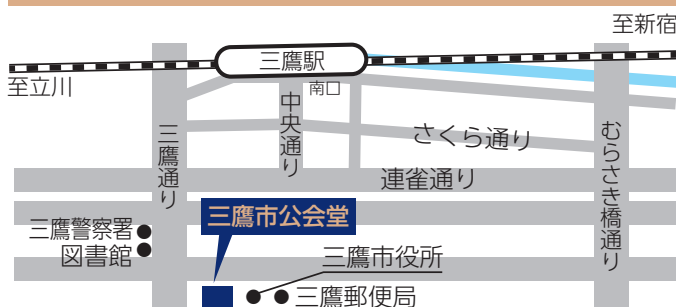 至新宿
三鷹駅
至立川
南口
中央通り
さくら通り
三鷹通り
むらさき橋通り
連雀通り
三鷹市公会堂
三鷹警察署
図書館
三鷹市役所
三鷹郵便局